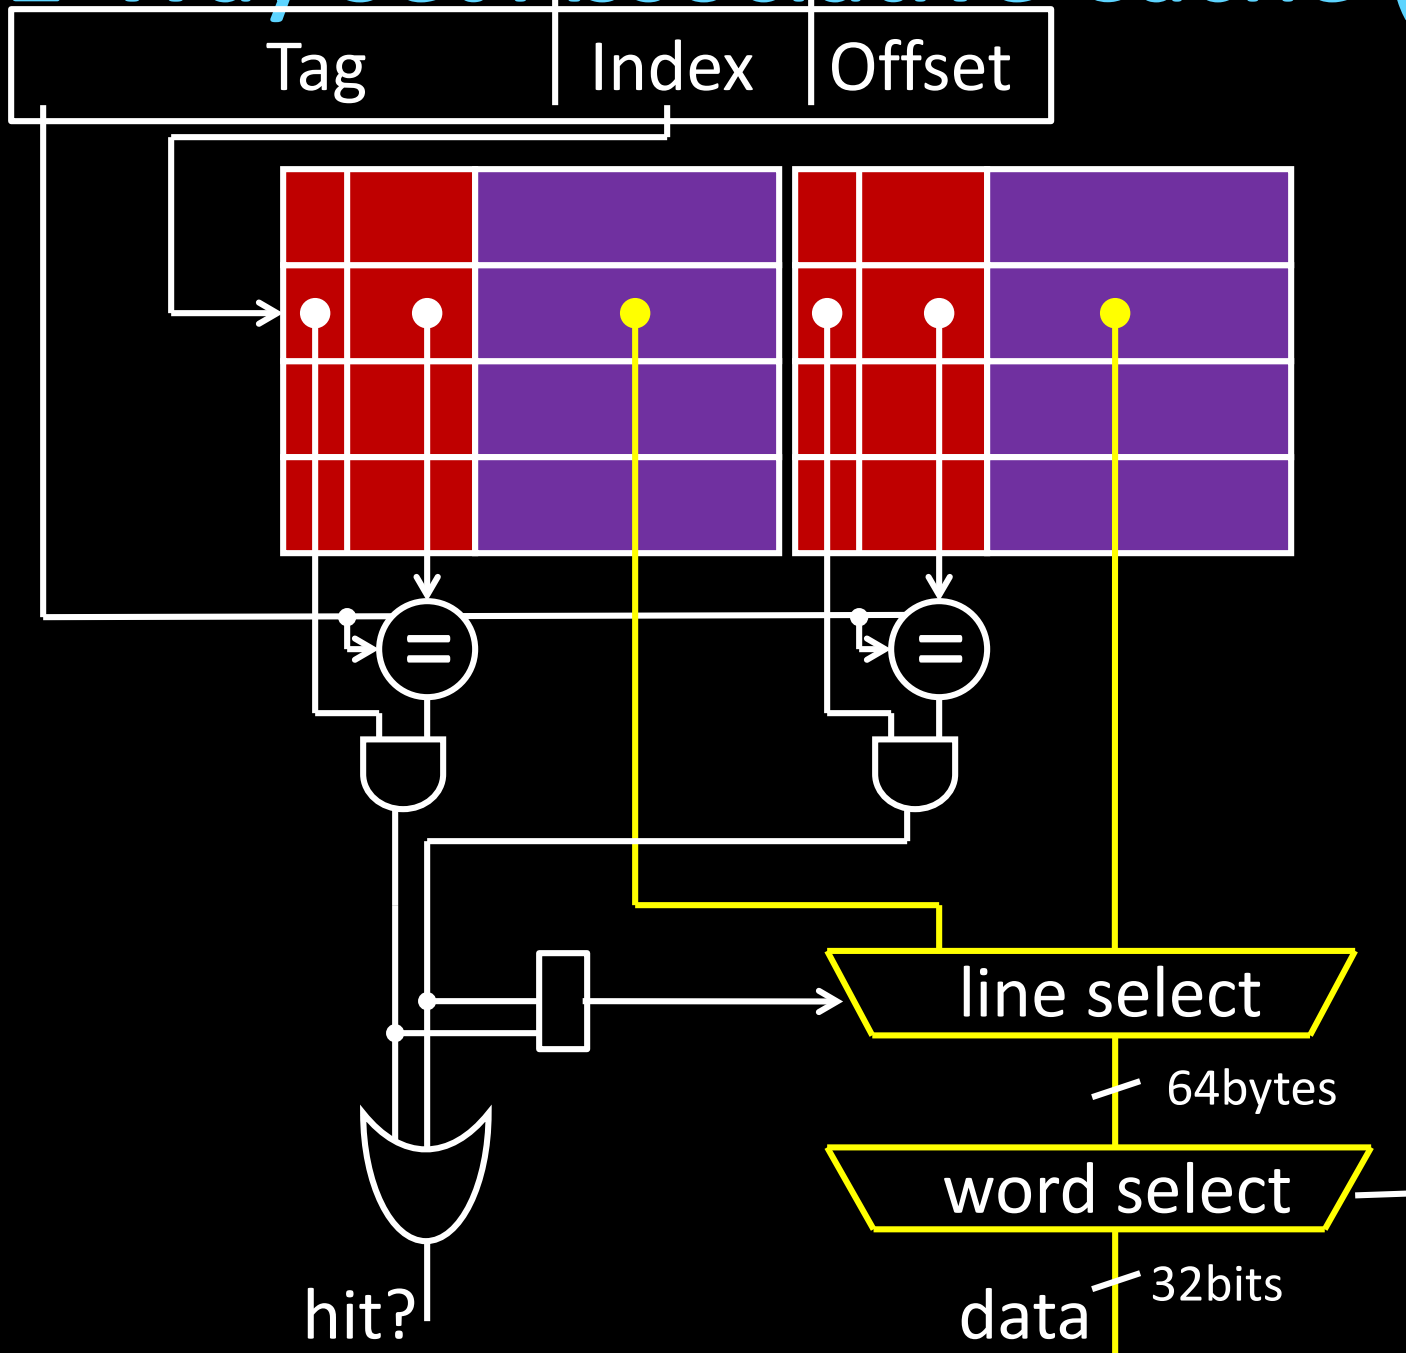 Tag Index Offset
=
=
line select
64bytes
word select
32bits
hit?
data